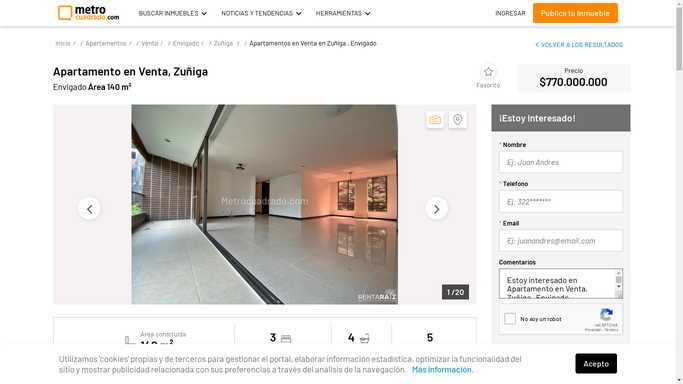 metro
cuadrado.com
BUSCAR INMUEBLES
NOTICIAS Y TENDENCIAS
HERRAMIENTAS
INGRESAR
Publica tu Inmueble
Inicio / Apartamentos / Venta / Envigado / Zuñiga / Apartamentos en Venta en Zuñiga , Envigado
VOLVER A LOS RESULTADOS
Apartamento en Venta, Zuñiga
Envigado Área 140 m²
Favorito
Precio
$770.000.000
Metrocuadrado.com
RENTARAÍZ
1 / 20
¡Estoy Interesado!
* Nombre
Ej: Juan Andres
* Telefono
Ej: 322*******
* Email
Ej: juanandres@email.com
Comentarios
Estoy interesado en
Apartamento en Venta,
Zuñiga , Envigado
No soy un robot
reCAPTCHA
Privacidad - Términos
Área construida
140 m²
3
4
5
Utilizamos 'cookies' propias y de terceros para gestionar el portal, elaborar información estadística, optimizar la funcionalidad del
sitio y mostrar publicidad relacionada con sus preferencias a través del análisis de la navegación. Más información.
Acepto